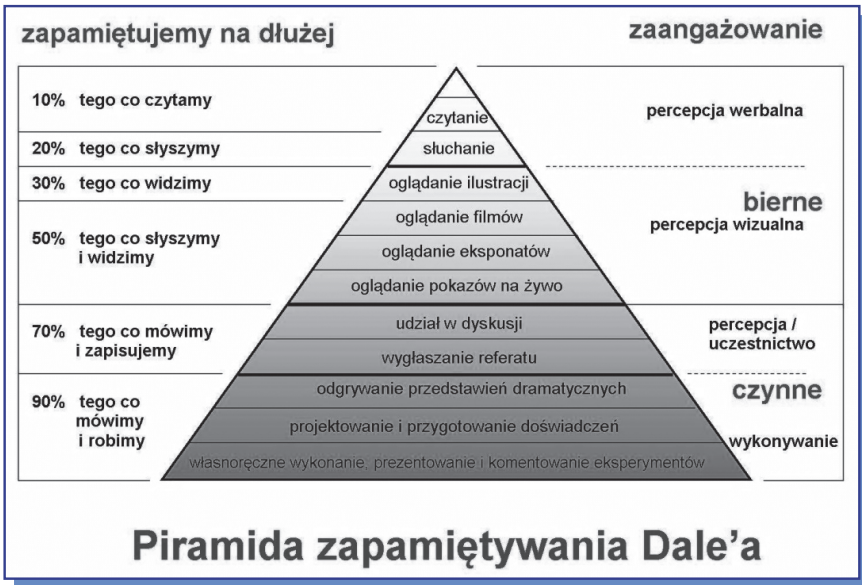 zapamiętujemy na dłużej
zaangażowanie
10% tego co czytamy
20% tego co słyszymy
30% tego co widzimy
50% tego co słyszymy
i widzimy
70% tego co mówimy
i zapisujemy
90% tego co
mówimy
i robimy
czytanie
słuchanie
oglądanie ilustracji
oglądanie filmów
oglądanie eksponatów
oglądanie pokazów na żywo
udział w dyskusji
wygłaszanie referatu
odgrywanie przedstawień dramatycznych
projektowanie i przygotowanie doświadczeń
własnoręczne wykonanie, prezentowanie i komentowanie eksperymentów
percepcja werbalna
bierne
percepcja wizualna
percepcja /
uczestnictwo
czynne
wykonywanie
Piramida zapamiętywania Dale’a